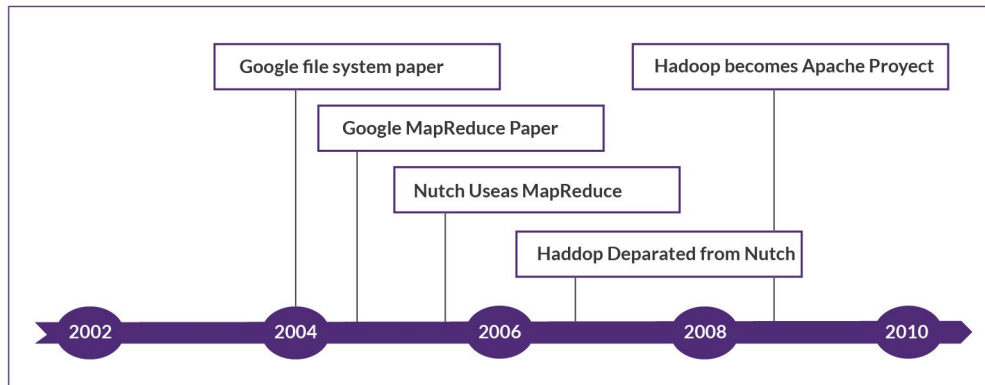 Google file system paper
Hadoop becomes Apache Proyect
Google MapReduce Paper
Nutch Useas MapReduce
Haddop Deparated from Nutch
2002
2004
2006
2008
2010